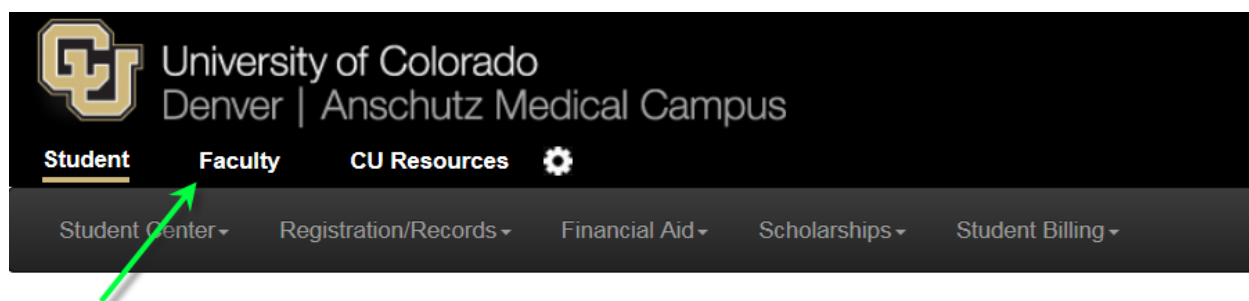 CU
University of Colorado
Denver | Anschutz Medical Campus
Student Faculty CU Resources
Student Center Registration/Records Financial Aid Scholarships Student Billing